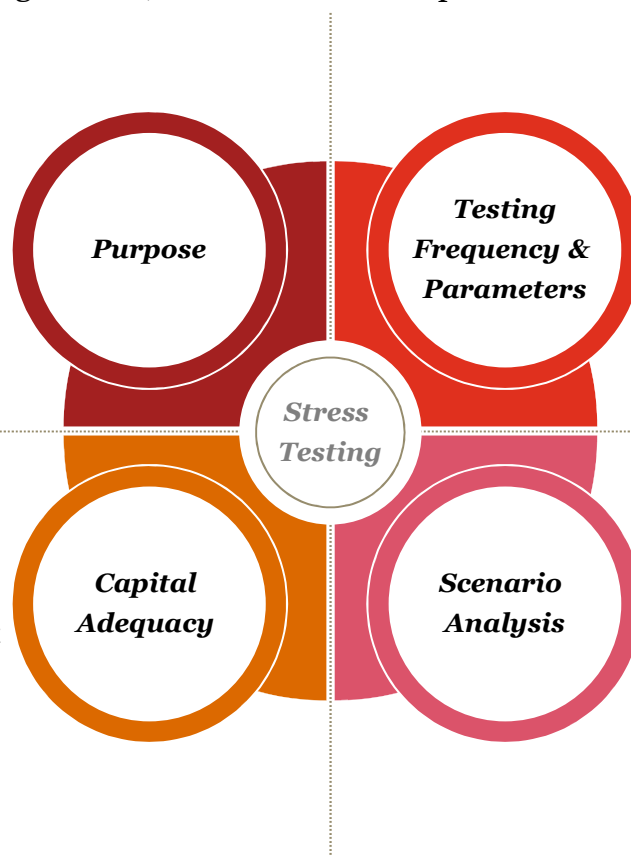 Purpose
Testing
Frequency &
Parameters
Stress
Testing
Capital
Adequacy
Scenario
Analysis